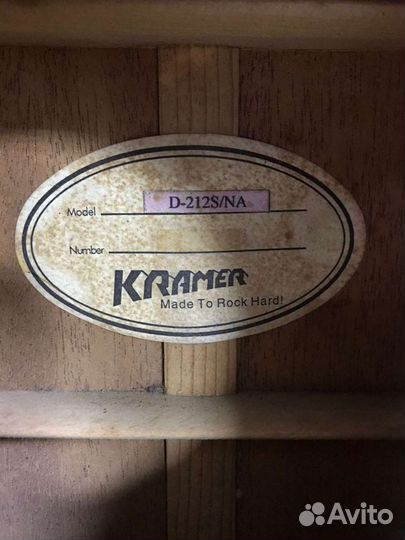 Model D-212S/NA
Number
KRAMER
Made To Rock Hard!
Avito